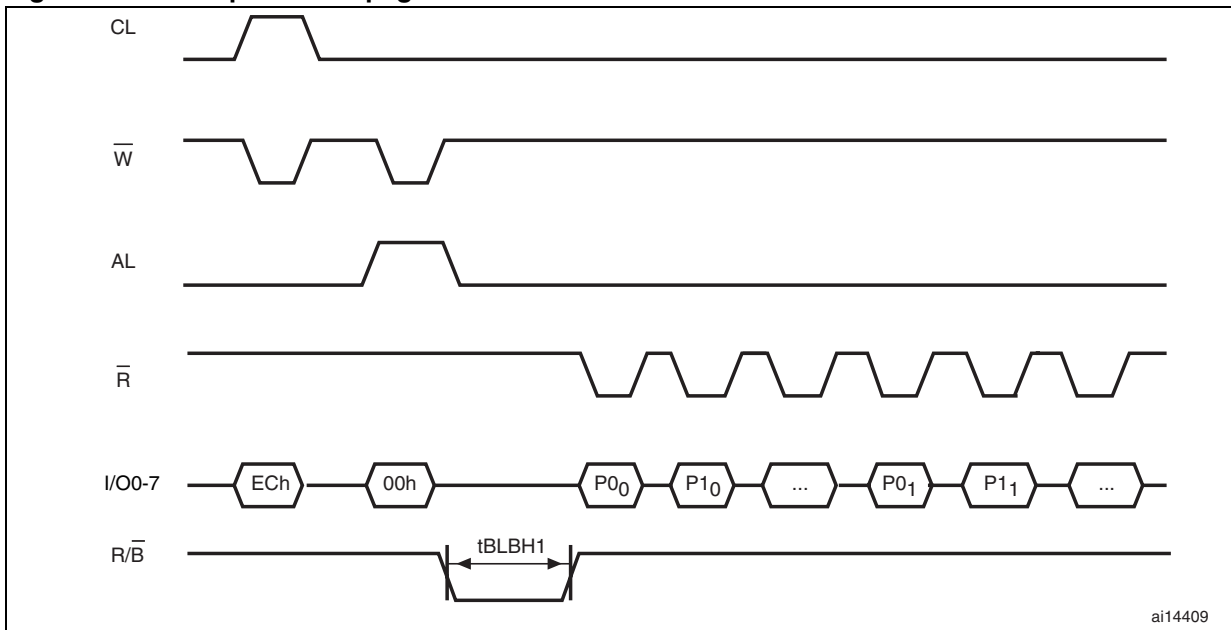 CL
W
AL
R
I/O0-7 ECh 00h P00 P10 ... P01 P11 ...
R/B tBLBH1
ai14409